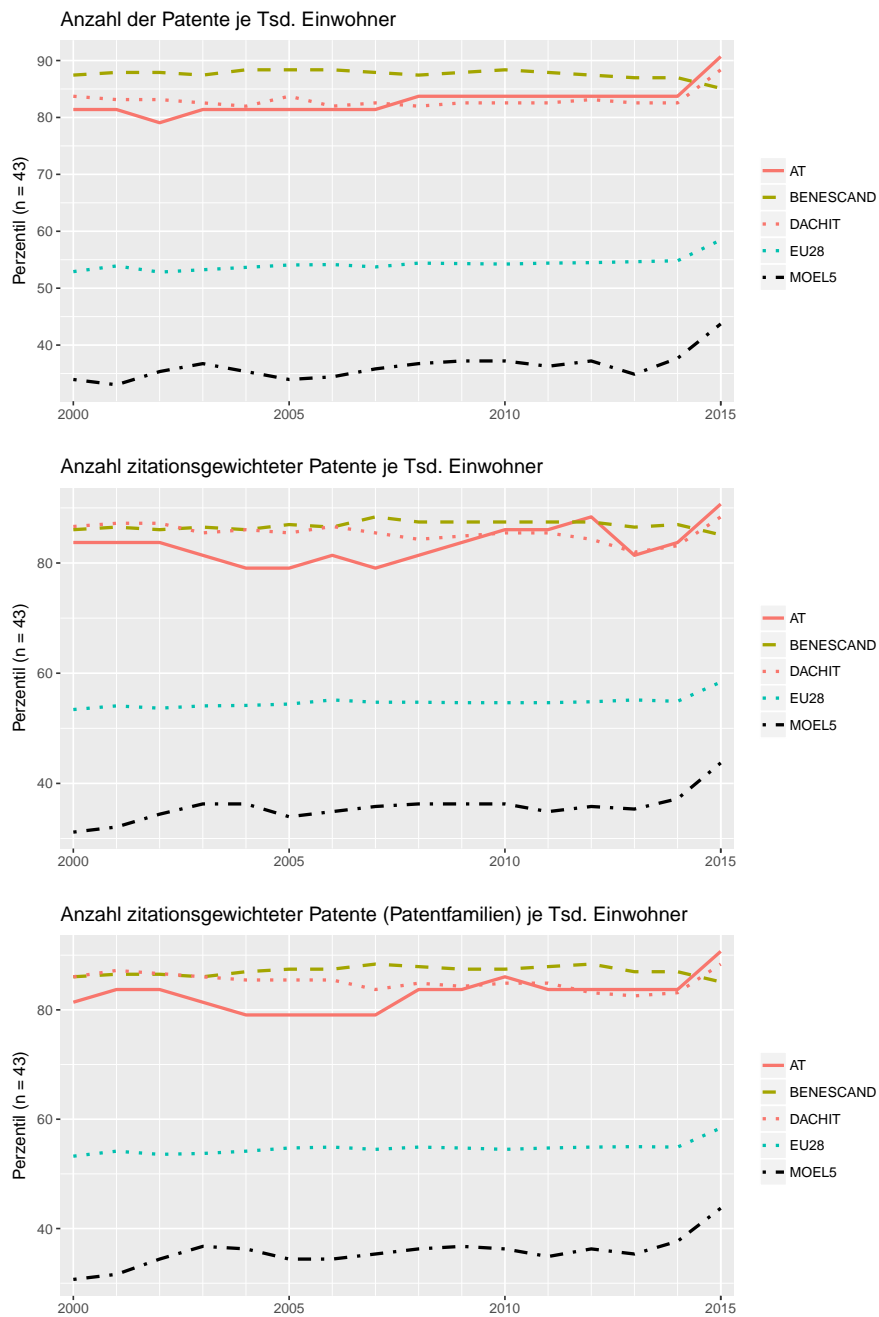 Anzahl der Patente je Tsd. Einwohner
Perzentil (n = 43)
90
80
70
60
50
40
2000
2005
2010
2015
AT
BENESCAND
DACHIT
EU28
MOEL5
Anzahl zitationsgewichteter Patente je Tsd. Einwohner
Perzentil (n = 43)
80
60
40
2000
2005
2010
2015
AT
BENESCAND
DACHIT
EU28
MOEL5
Anzahl zitationsgewichteter Patente (Patentfamilien) je Tsd. Einwohner
Perzentil (n = 43)
80
60
40
2000
2005
2010
2015
AT
BENESCAND
DACHIT
EU28
MOEL5